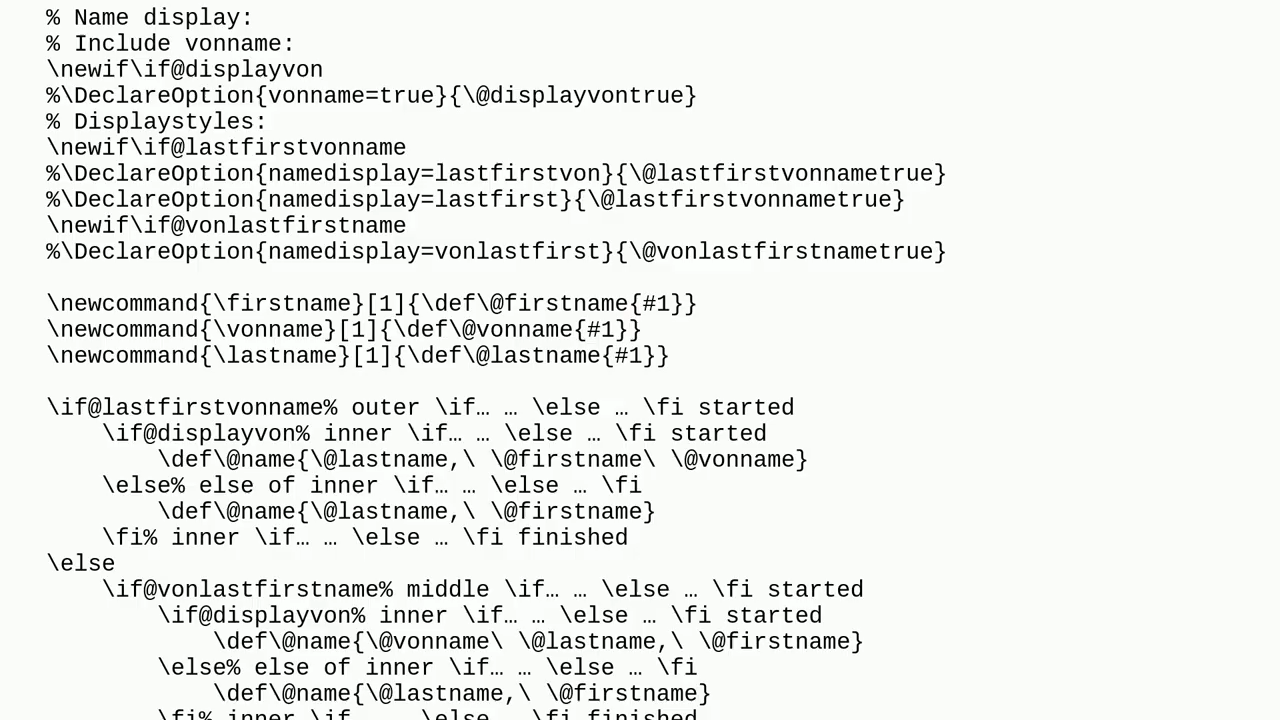 % Name display:
% Include vonname:
\newif\if@displayvon
%\DeclareOption{vonname=true}{\@displayvontrue}
% Displaystyles:
\newif\if@lastfirstvonname
%\DeclareOption{namedisplay=lastfirstvon}{\@lastfirstvonnametrue}
%\DeclareOption{namedisplay=lastfirst}{\@lastfirstvonnametrue}
\newif\if@vonlastfirstname
%\DeclareOption{namedisplay=vonlastfirst}{\@vonlastfirstnametrue}

\newcommand{\firstname}[1]{\def\@firstname{#1}}
\newcommand{\vonname}[1]{\def\@vonname{#1}}
\newcommand{\lastname}[1]{\def\@lastname{#1}}

\if@lastfirstvonname% outer \if… … \else … \fi started
    \if@displayvon% inner \if… … \else … \fi started
        \def\@name{\@lastname,\ \@firstname\ \@vonname}
    \else% else of inner \if… … \else … \fi
        \def\@name{\@lastname,\ \@firstname}
    \fi% inner \if… … \else … \fi finished
\else
    \if@vonlastfirstname% middle \if… … \else … \fi started
        \if@displayvon% inner \if… … \else … \fi started
            \def\@name{\@vonname\ \@lastname,\ \@firstname}
        \else% else of inner \if… … \else … \fi
            \def\@name{\@lastname,\ \@firstname}
        \fi% inner \if… … \else … \fi finished